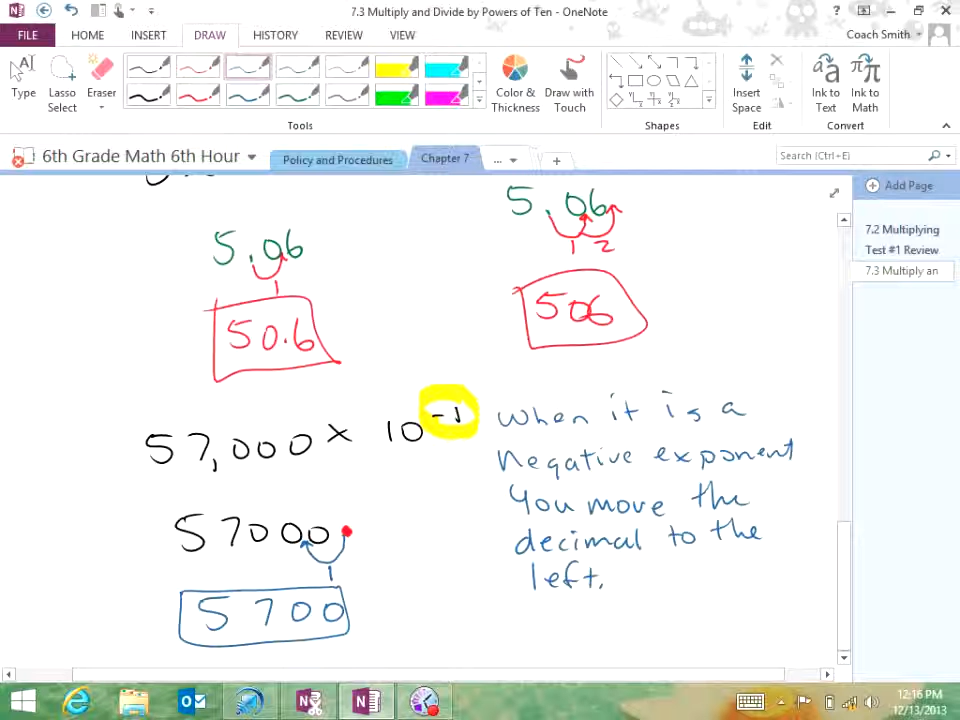 7.3 Multiply and Divide by Powers of Ten - OneNote
Coach Smith
FILE HOME INSERT DRAW HISTORY REVIEW VIEW
Type
Lasso Select
Eraser
Color & Thickness
Draw with Touch
Insert Space
Ink to Text
Ink to Math
Tools Shapes Edit Convert
6th Grade Math 6th Hour Policy and Procedures Chapter 7 ... +
Search (Ctrl+E)
Add Page
7.2 Multiplying
Test #1 Review
7.3 Multiply an
5.06
1 2
5.06
1
506
50.6
57,000 × 10⁻¹
When it is a
negative exponent
You move the
decimal to the
left.
57000.
1
5700
12:16 PM
12/13/2013